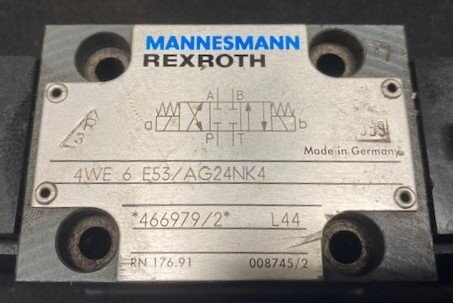 MANNESMANN
REXROTH
A B
a b
P T
Made in Germany
4WE 6 E53/AG24NK4
*466979/2* L44
RN 176.91 008745/2